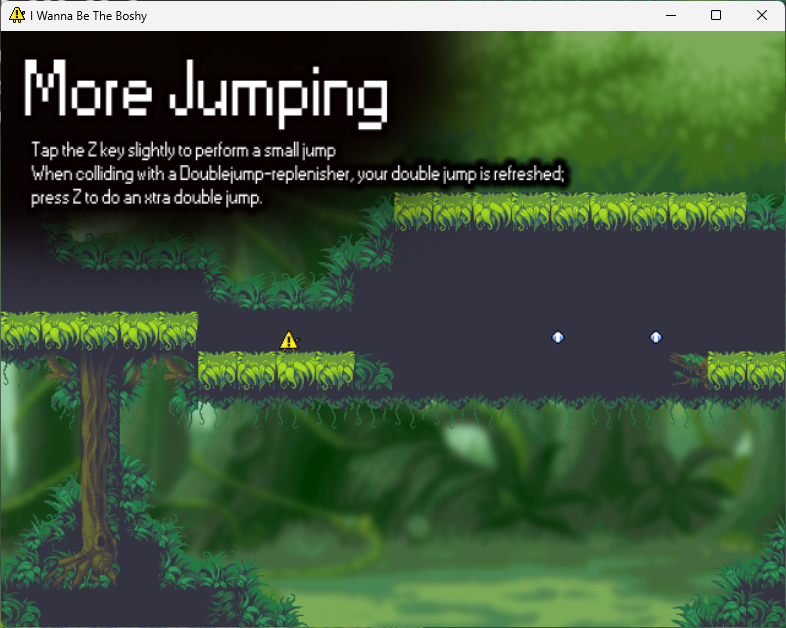 I Wanna Be The Boshy
More Jumping
Tap the Z key slightly to perform a small jump
When colliding with a Doublejump-replenisher, your double jump is refreshed;
press Z to do an xtra double jump.